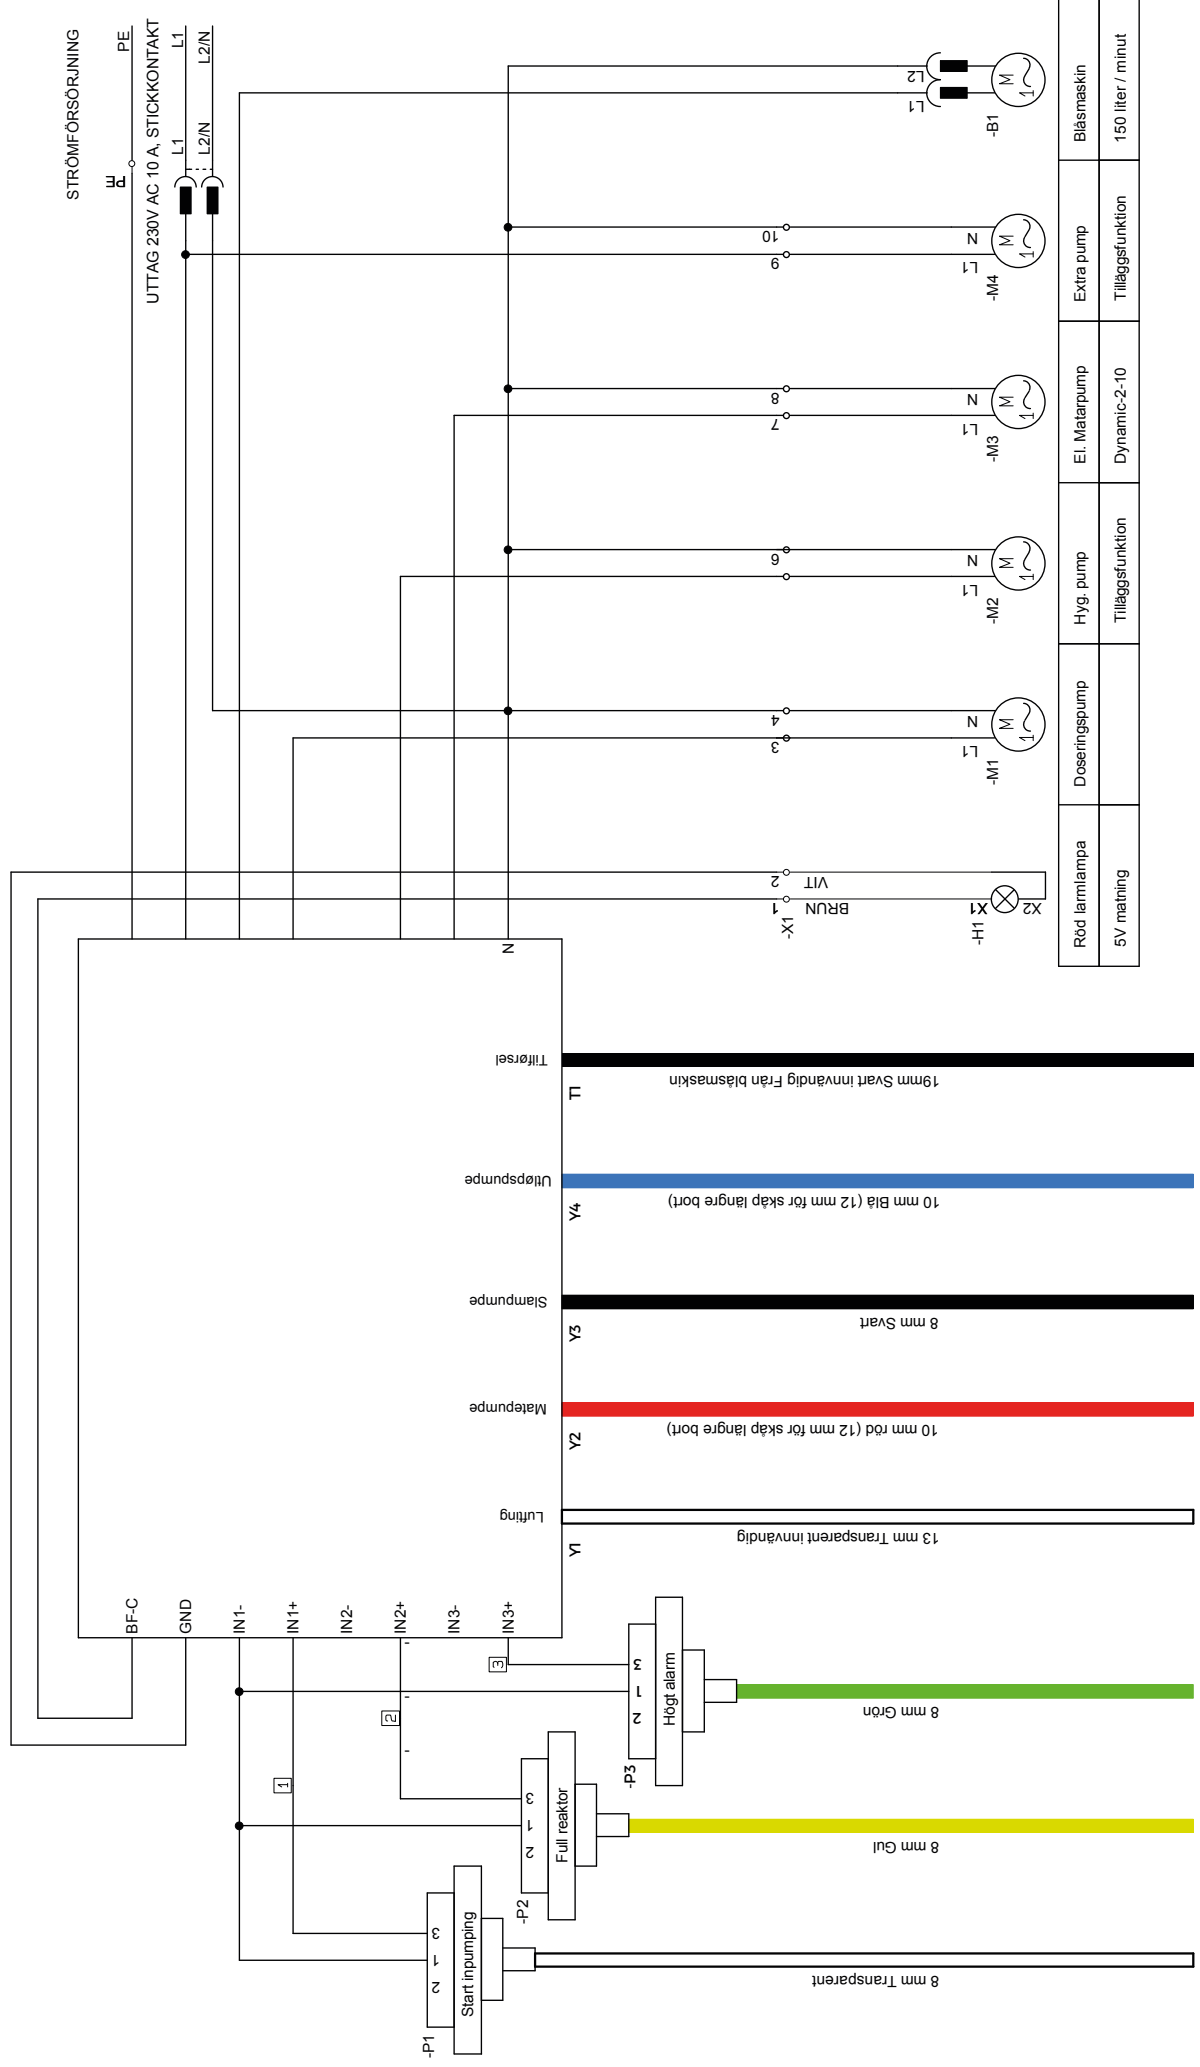 STRÖMFÖRSÖRJNING
UTTAG 230V AC 10 A, STICKKONTAKT
PE
PE
L1
L1
L2/N
L2/N
BF-C
GND
IN1-
IN1+
IN2-
IN2+
IN3-
IN3+
N
Lufting
Matepumpe
Slampumpe
Utløpspumpe
Tilførsel
Y1
Y2
Y3
Y4
T1
13 mm Transparent innvändig
10 mm röd (12 mm för skåp längre bort)
8 mm Svart
10 mm Blå (12 mm för skåp längre bort)
19mm Svart innvändig Från blåsmaskin
1
2
3
-P1
2 1 3
Start inpumping
8 mm Transparent
-P2
2 1 3
Full reaktor
8 mm Gul
-P3
2 1 3
Högt alarm
8 mm Grön
-X1
1
2
BRUN
VIT
-H1
X1
X2
3
4
L1
N
-M1
M
1
6
L1
N
-M2
M
1
7
8
L1
N
-M3
M
1
9
10
L1
N
-M4
M
1
L1
L2
-B1
M
1
Röd larmlampa
Doseringspump
Hyg. pump
El. Matarpump
Extra pump
Blåsmaskin
5V matning
Tilläggsfunktion
Dynamic-2-10
Tilläggsfunktion
150 liter / minut